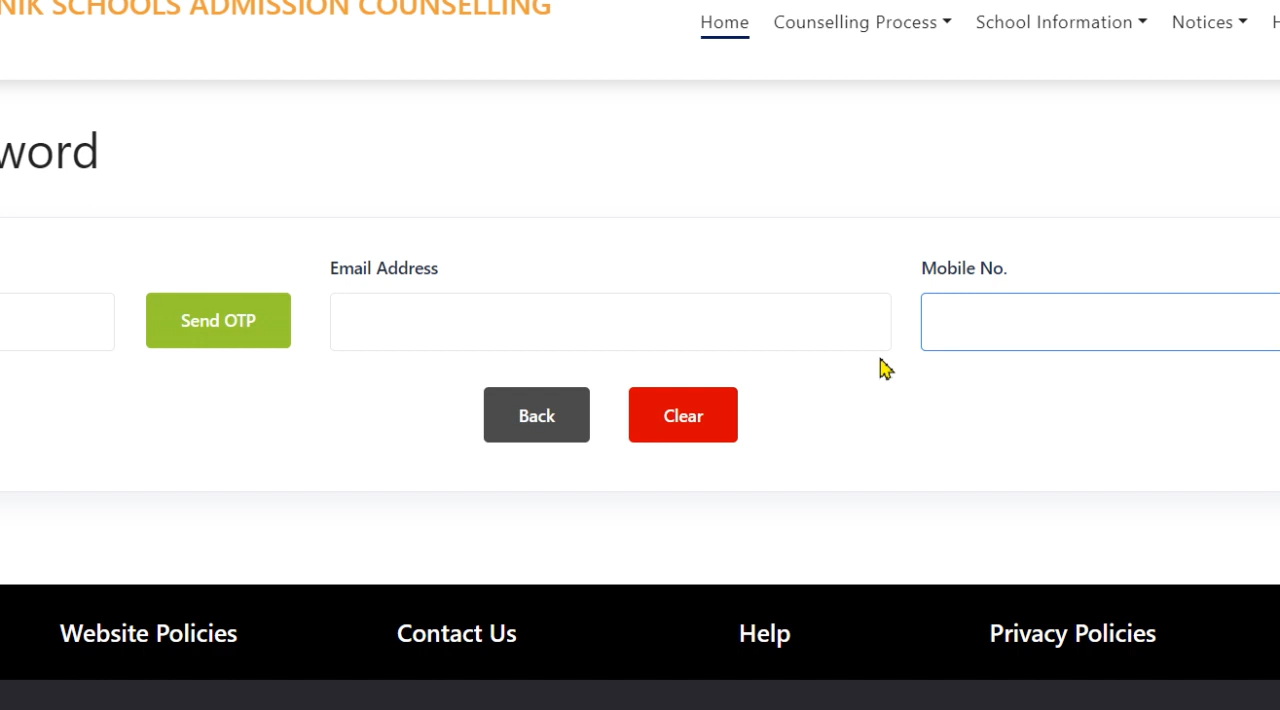 NIK SCHOOLS ADMISSION COUNSELLING
Home Counselling Process School Information Notices H
word
Email Address Mobile No.
Send OTP
Back Clear
Website Policies Contact Us Help Privacy Policies